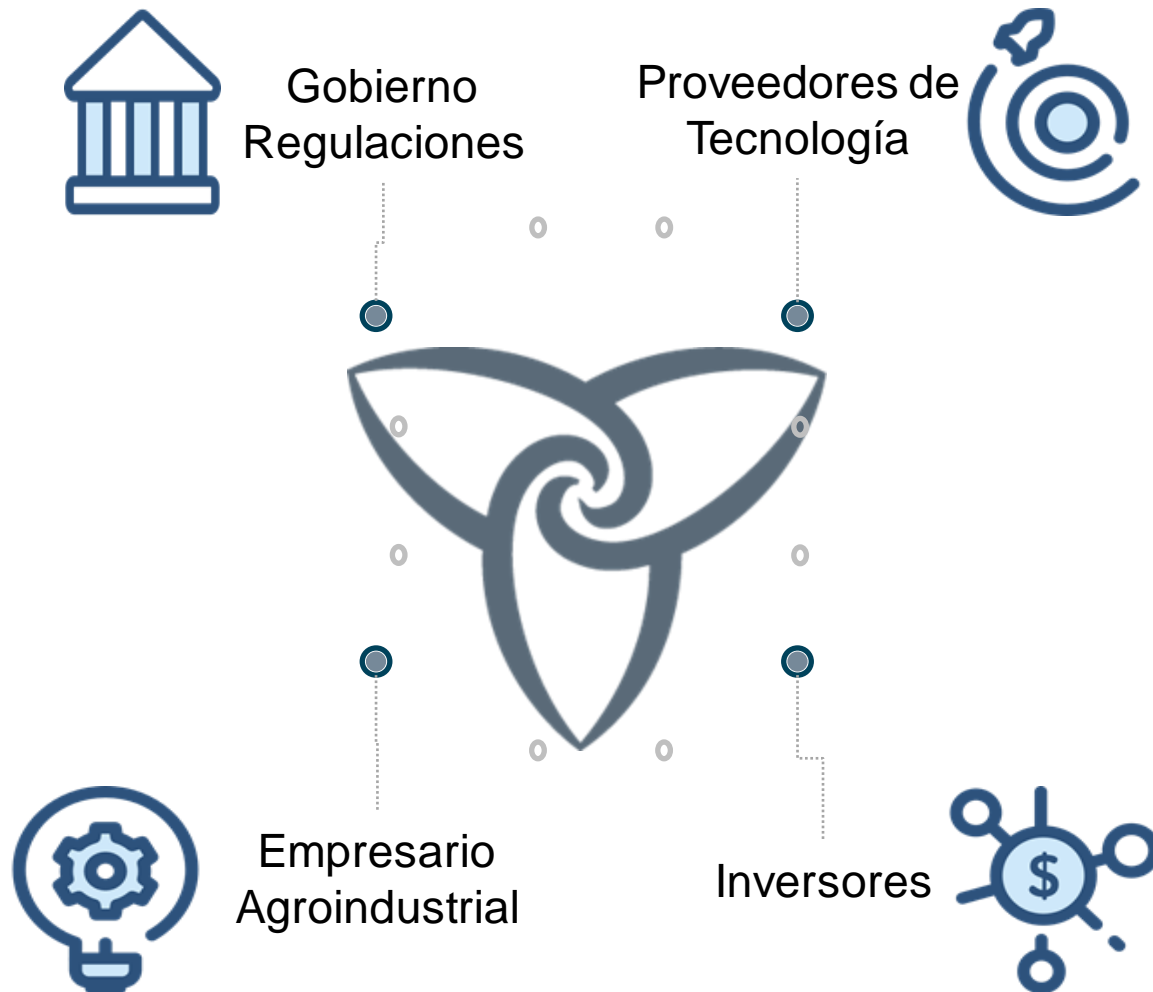 Gobierno
Regulaciones
Proveedores de
Tecnología
Empresario
Agroindustrial
Inversores
$